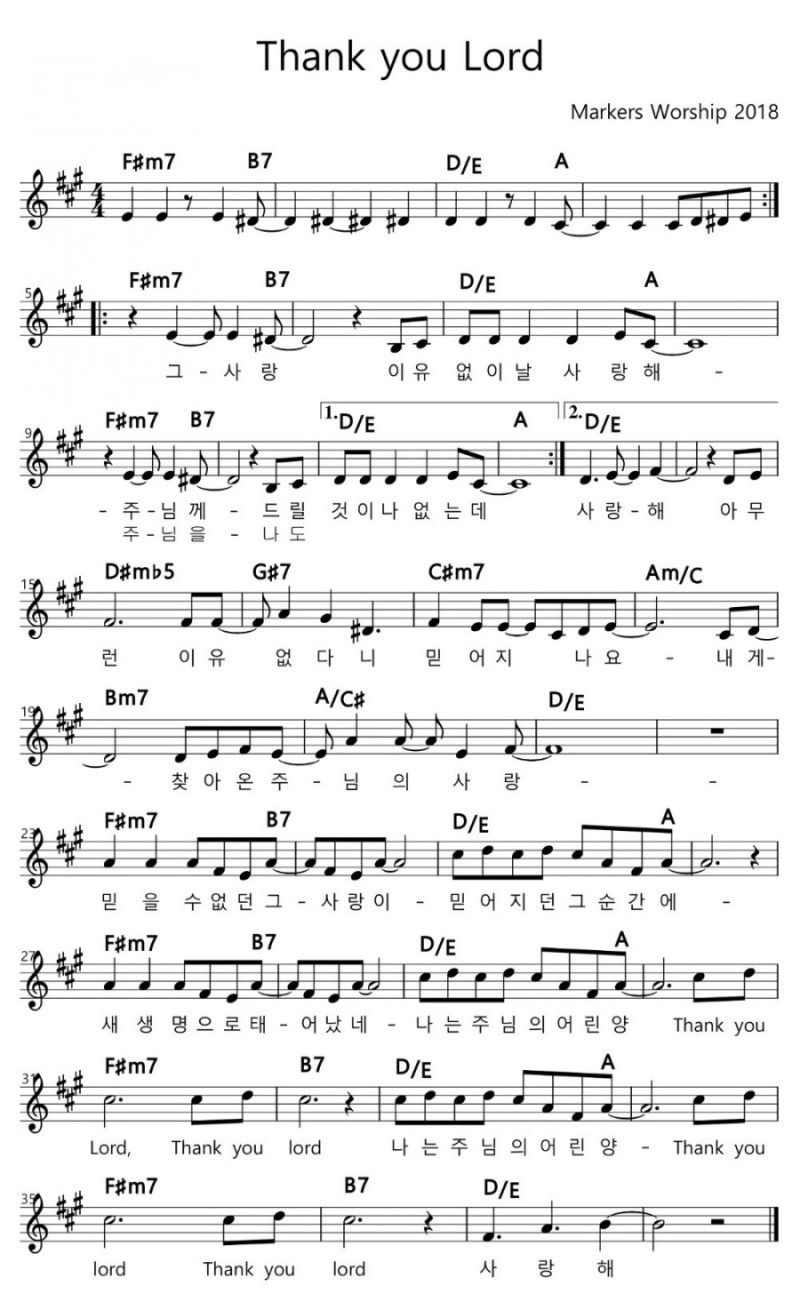 Thank you Lord
Markers Worship 2018
F♯m7 B7 D/E A
4
4
5
F♯m7 B7 D/E A
그 - 사 랑 이 유 없 이 날 사 랑 해 -
9
F♯m7 B7 1. D/E A 2. D/E
- 주 - 님 께 - 드 릴 것 이 나 없 는 데 사 랑 - 해 아 무
주 - 님 을 - 나 도
15
D♯m♭5 G♯7 C♯m7 Am/C
런 이 유 없 다 니 믿 어 지 나 요 - 내 게 -
19
Bm7 A/C♯ D/E
- 찾 아 온 주 - 님 의 사 랑 - -
23
F♯m7 B7 D/E A
믿 을 수 없 던 그 - 사 랑 이 - 믿 어 지 던 그 순 간 에 -
27
F♯m7 B7 D/E A
새 생 명 으 로 태 - 어 났 네 - 나 는 주 님 의 어 린 양 Thank you
31
F♯m7 B7 D/E A
Lord, Thank you lord 나 는 주 님 의 어 린 양 - Thank you
35
F♯m7 B7 D/E
lord Thank you lord 사 랑 해